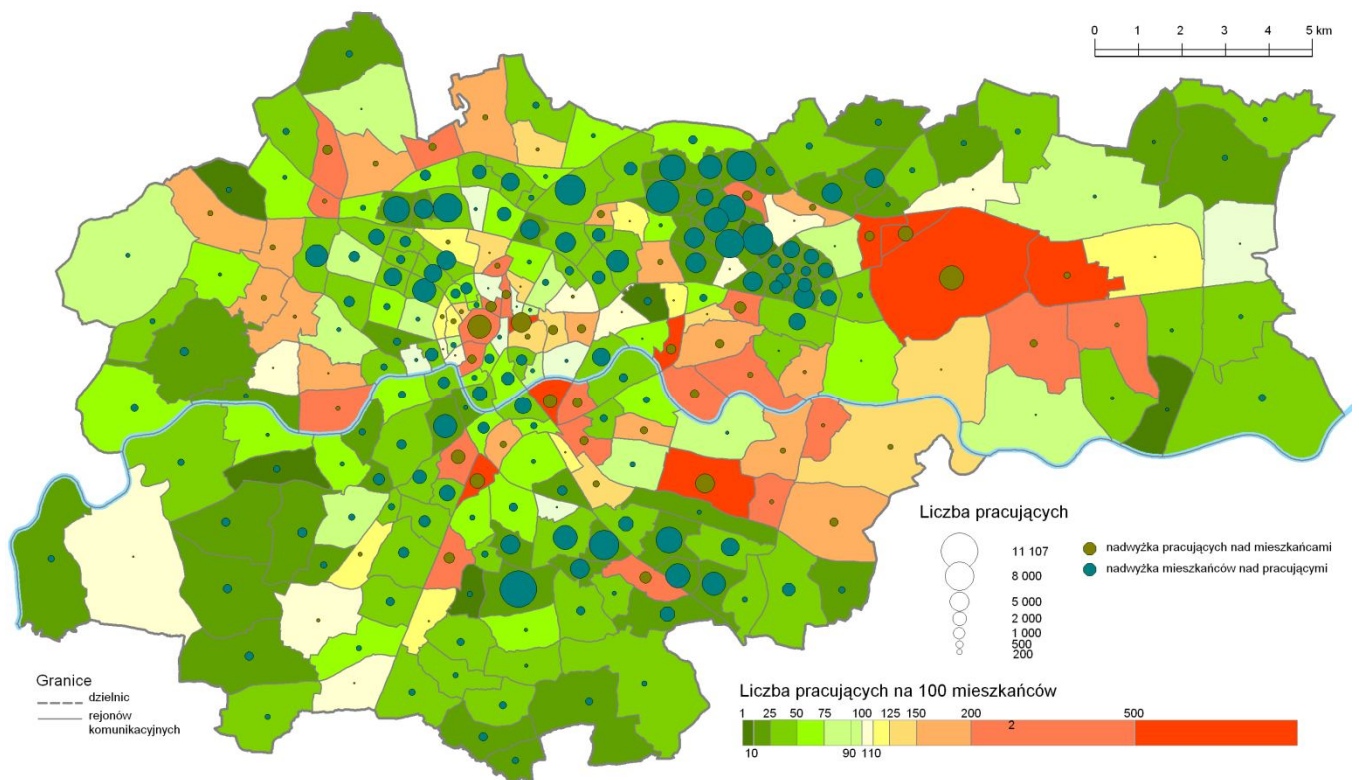 0 1 2 3 4 5 km
Liczba pracujących
11 107
8 000
5 000
2 000
1 000
500
200
nadwyżka pracujących nad mieszkańcami
nadwyżka mieszkńców nad pracującymi
Granice
dzielnic
rejonów
komunikacyjnych
Liczba pracujących na 100 mieszkańców
1 25 50 75 100 125 150 200 500
2
10 90 110